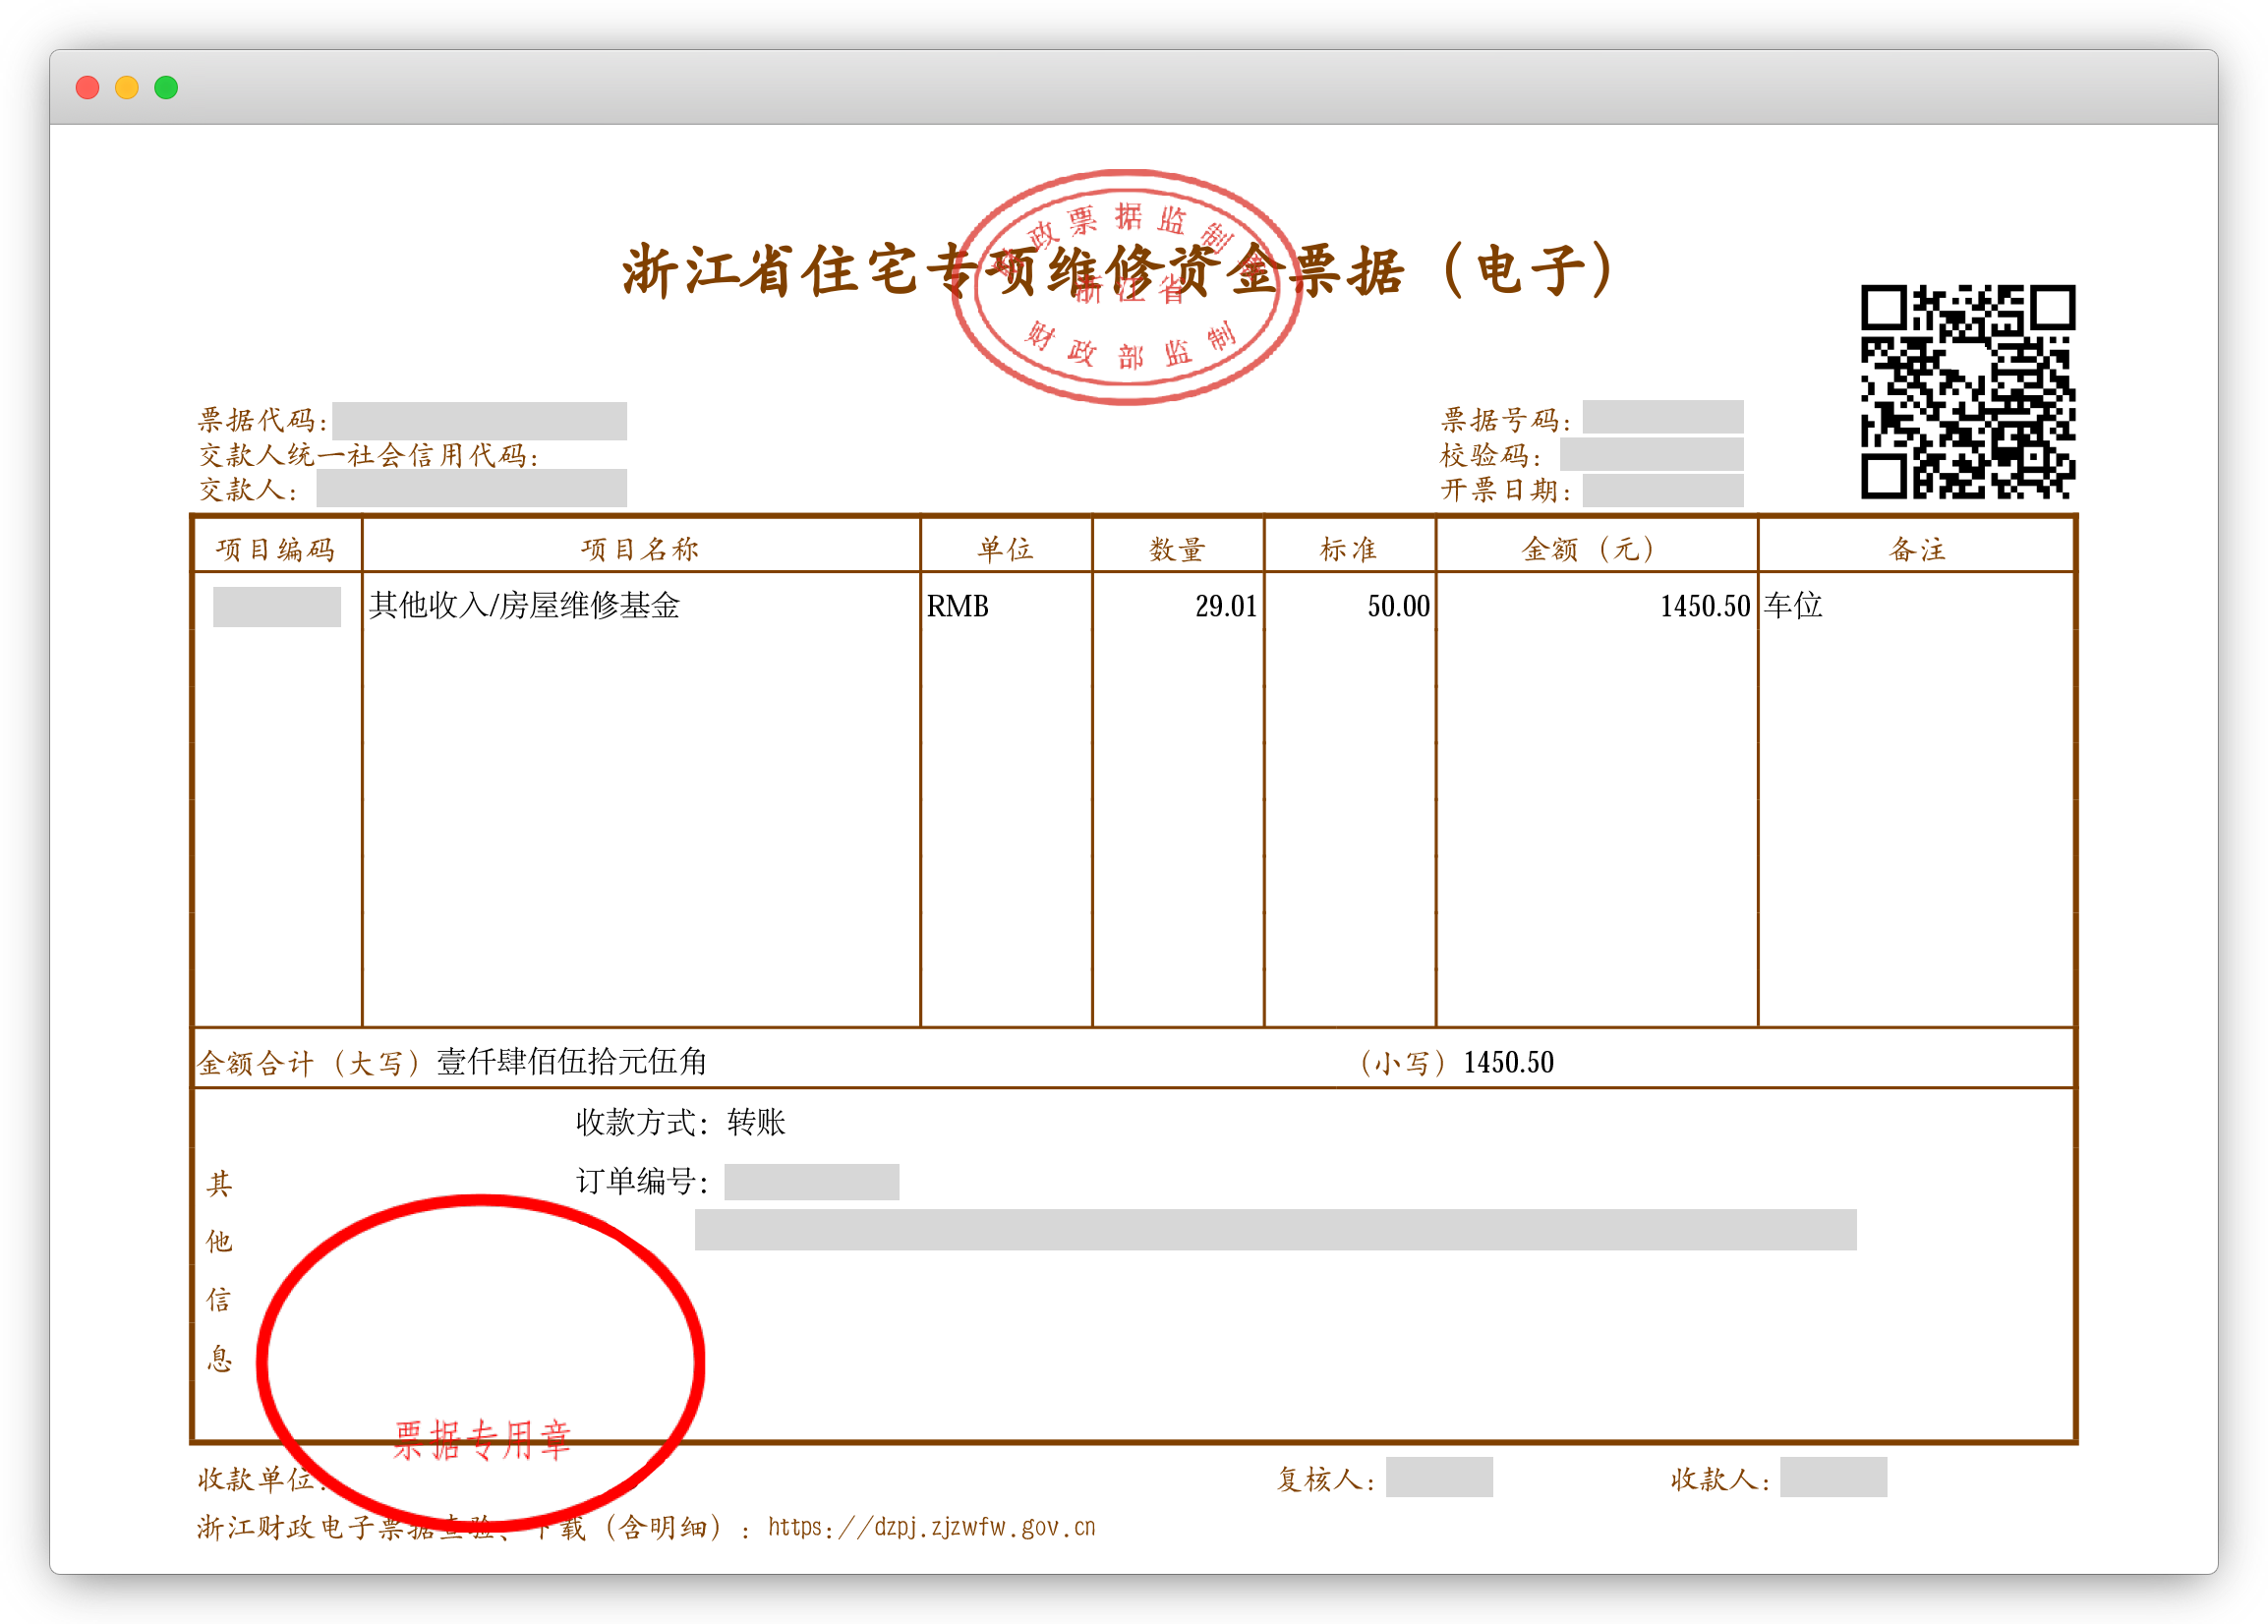 财政票据监制章
浙江省
财政部监制
浙江省住宅专项维修资金票据（电子）
票据代码：
票据号码：
交款人统一社会信用代码：
校验码：
交款人：
开票日期：
项目编码 项目名称 单位 数量 标准 金额（元） 备注
其他收入/房屋维修基金 RMB 29.01 50.00 1450.50 车位
金额合计（大写）壹仟肆佰伍拾元伍角 （小写）1450.50
其他信息
收款方式：转账
订单编号：
票据专用章
收款单位： 复核人： 收款人：
浙江财政电子票据查验、下载（含明细）：https://dzpj.zjzwfw.gov.cn